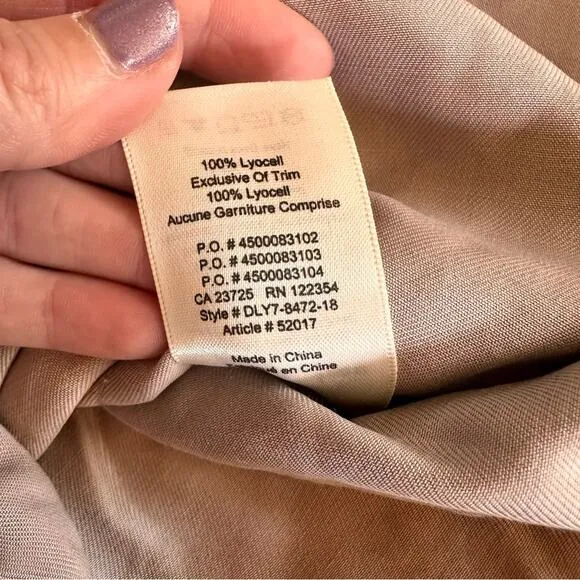 100% Lyocell
Exclusive Of Trim
100% Lyocell
Aucune Garniture Comprise
P.O. # 4500083102
P.O. # 4500083103
P.O. # 4500083104
CA 23725 RN 122354
Style # DLY7-8472-18
Article # 52017
Made in China
en Chine